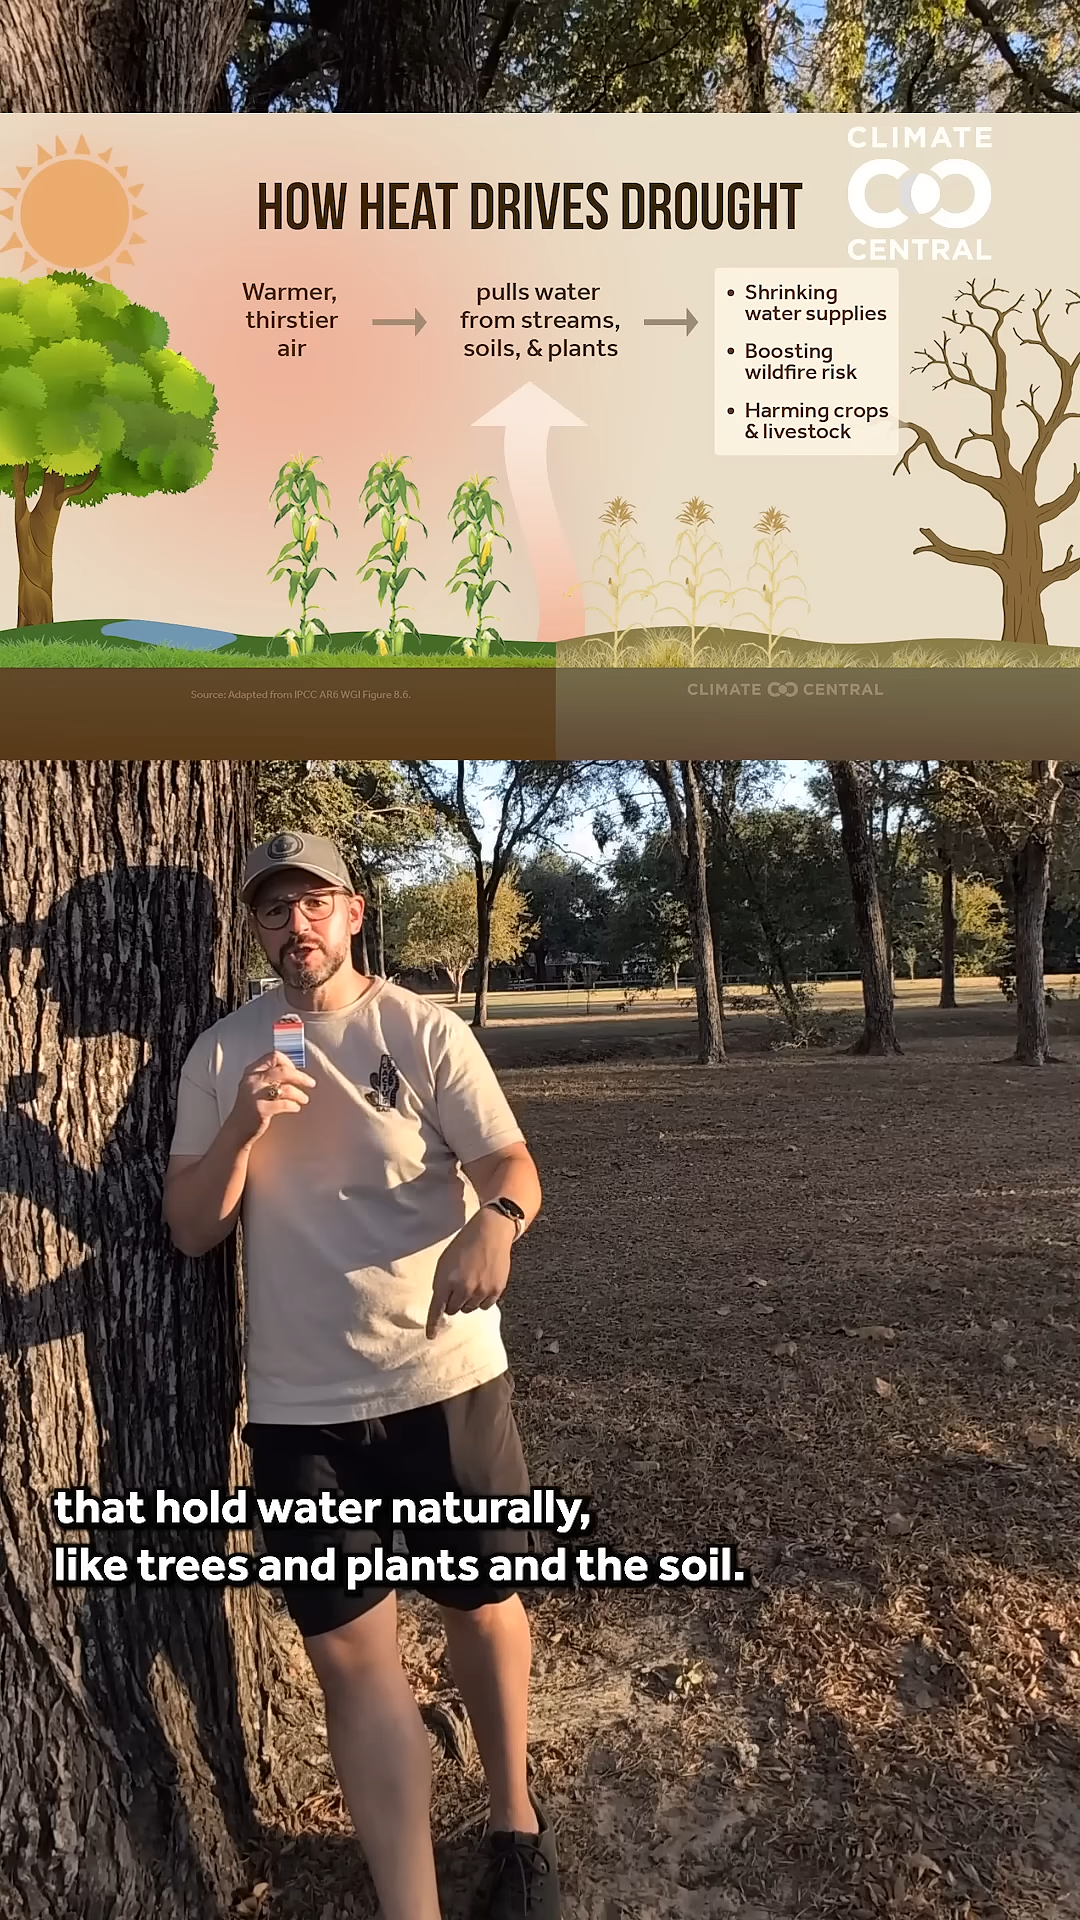 CLIMATE
CENTRAL
HOW HEAT DRIVES DROUGHT
Warmer,
thirstier
air
pulls water
from streams,
soils, & plants
• Shrinking
water supplies
• Boosting
wildfire risk
• Harming crops
& livestock
Source: Adapted from IPCC AR6 WGI Figure 8.6.
CLIMATE CENTRAL
that hold water naturally,
like trees and plants and the soil.